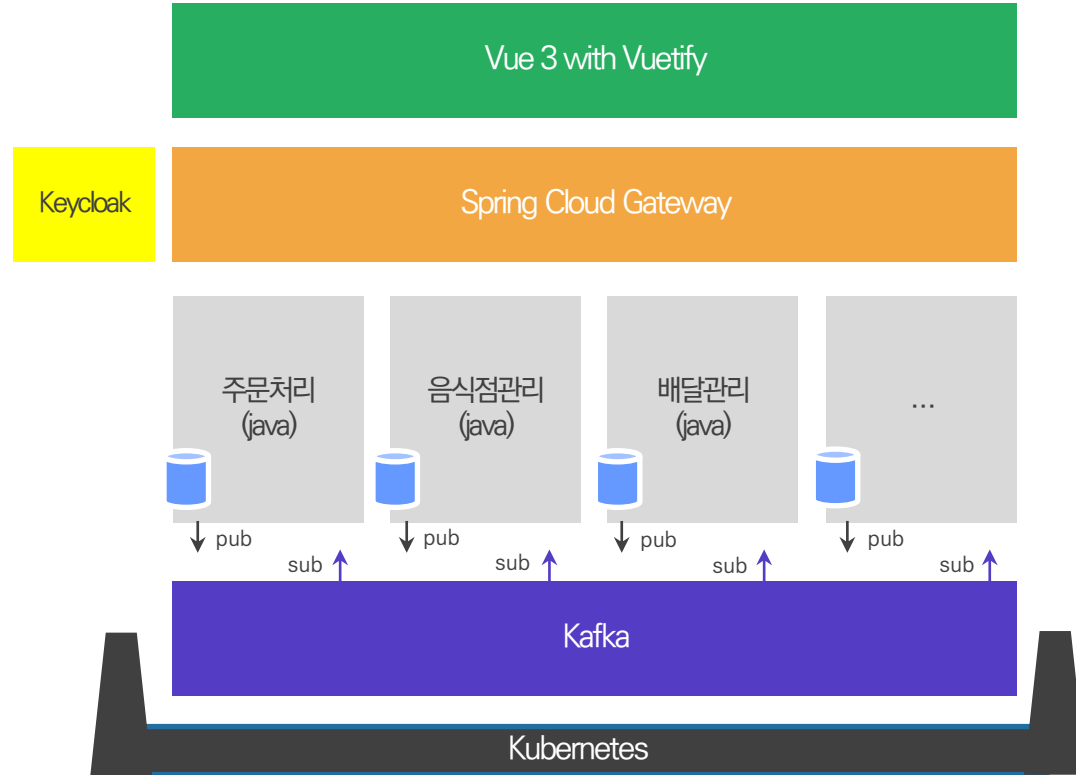 Vue 3 with Vuetify
Keycloak
Spring Cloud Gateway
주문처리
(java)
음식점관리
(java)
배달관리
(java)
...
pub
pub
pub
pub
sub
sub
sub
sub
Kafka
Kubernetes